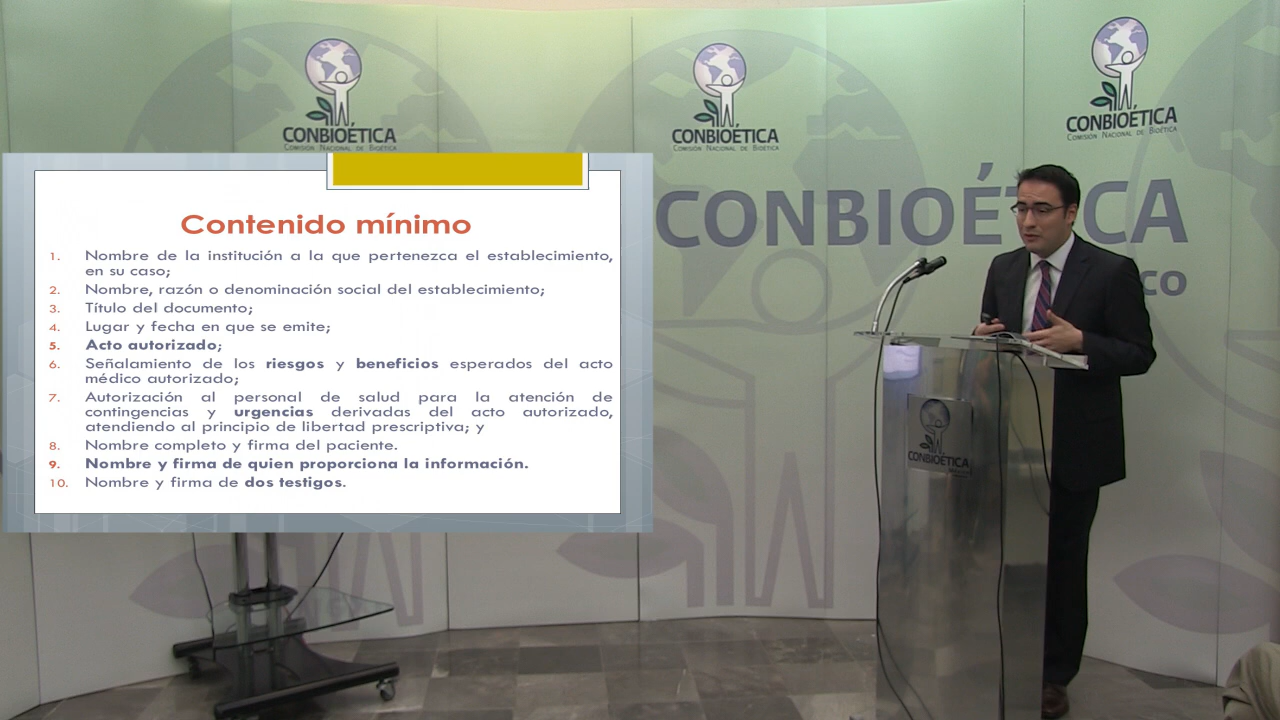 CONBIOÉTICA
COMISIÓN NACIONAL DE BIOÉTICA
CONBIOÉTICA
COMISIÓN NACIONAL DE BIOÉTICA
CONBIOÉTICA
COMISIÓN NACIONAL DE BIOÉTICA
Contenido mínimo
1. Nombre de la institución a la que pertenezca el establecimiento,
en su caso;
2. Nombre, razón o denominación social del establecimiento;
3. Título del documento;
4. Lugar y fecha en que se emite;
5. Acto autorizado;
6. Señalamiento de los riesgos y beneficios esperados del acto
médico autorizado;
7. Autorización al personal de salud para la atención de
contingencias y urgencias derivadas del acto autorizado,
atendiendo al principio de libertad prescriptiva; y
8. Nombre completo y firma del paciente.
9. Nombre y firma de quien proporciona la información.
10. Nombre y firma de dos testigos.
CONBIOÉTICA
CONBIOÉTICA